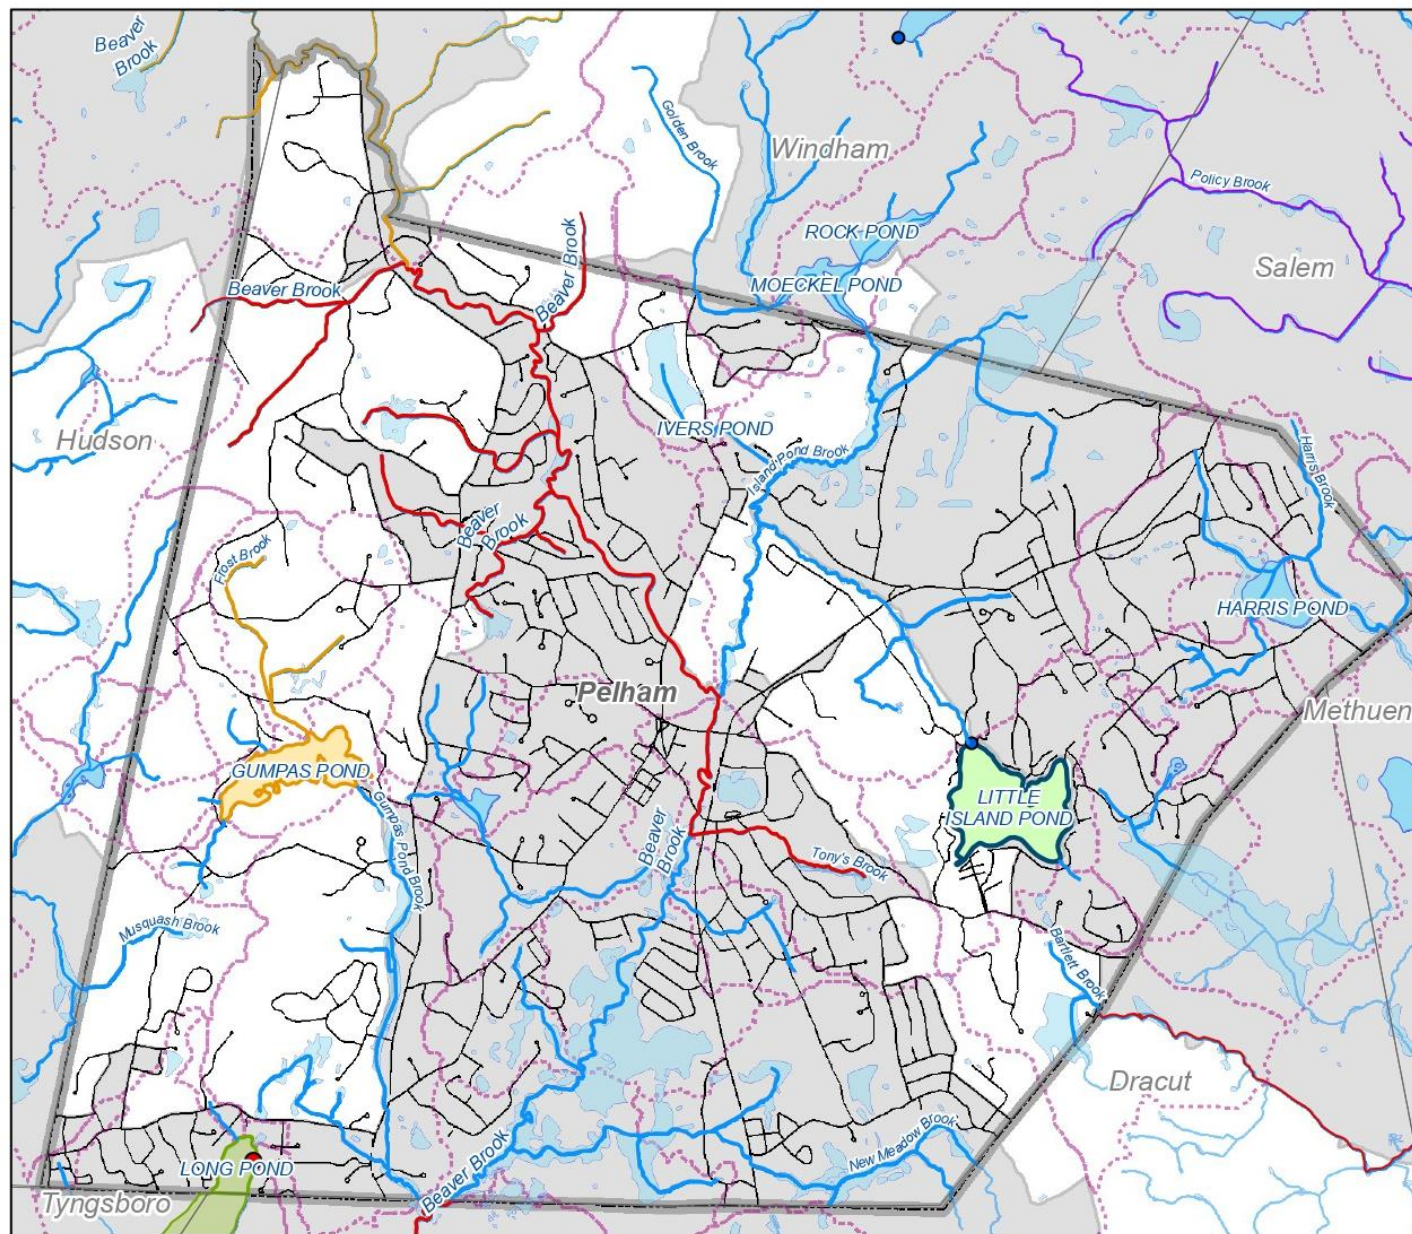 Beaver
Brook
Golden Brook
Windham
Policy Brook
ROCK POND
Salem
MOECKEL POND
Beaver Brook
Beaver Brook
Hudson
IVERS POND
Island Pond Brook
Harris Brook
Beaver
Brook
Frost Brook
HARRIS POND
Pelham
Methuen
GUMPAS POND
Gumpas Pond Brook
LITTLE
ISLAND POND
Beaver
Brook
Tony's Brook
Musquash Brook
Bartlett Brook
Dracut
New Meadow Brook
LONG POND
Beaver Brook
Tyngsboro